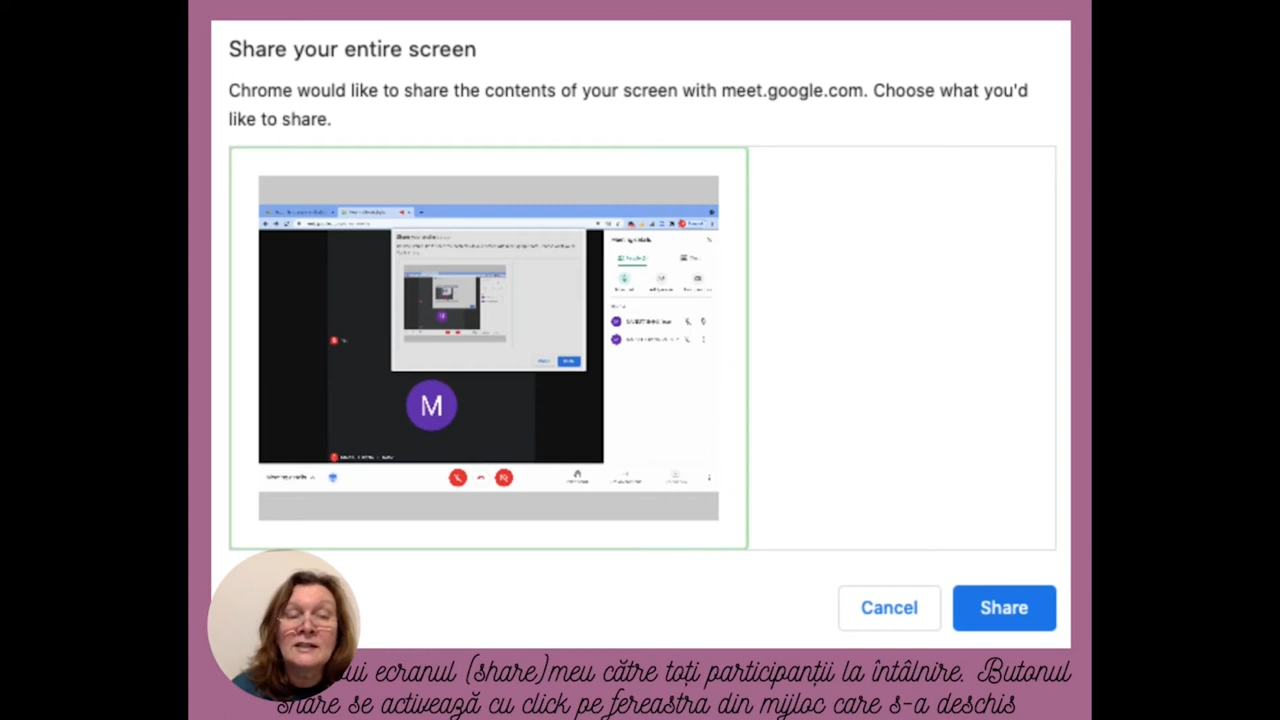 Share your entire screen
Chrome would like to share the contents of your screen with meet.google.com. Choose what you'd
like to share.
M
Cancel
Share
ecranul (share)meu către toți participanții la întâlnire. Butonul
share se activează cu click pe fereastra din mijloc care s-a deschis